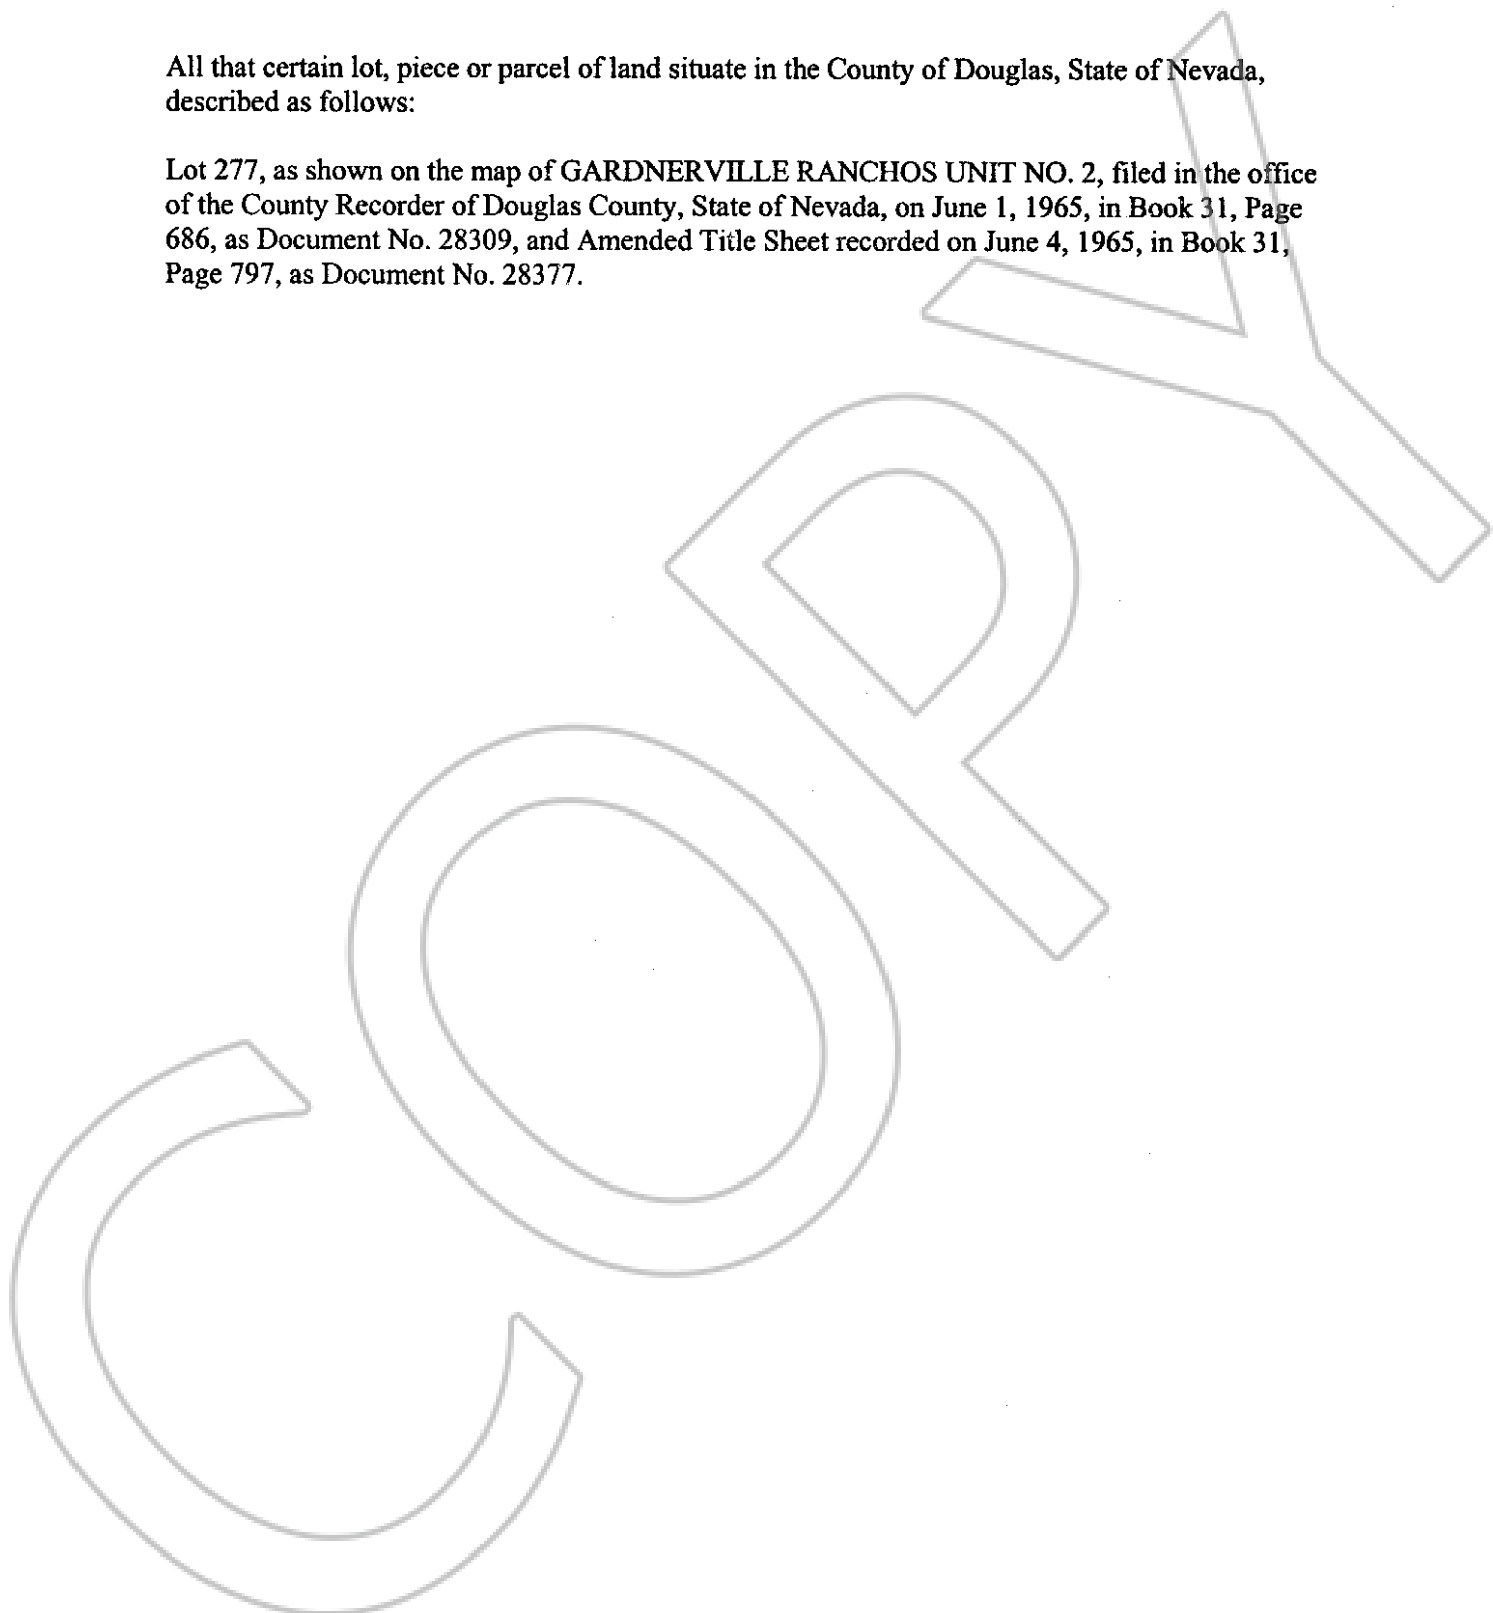 All that certain lot, piece or parcel of land situate in the County of Douglas, State of Nevada,
described as follows:
Lot 277, as shown on the map of GARDNERVILLE RANCHOS UNIT NO. 2, filed in the office
of the County Recorder of Douglas County, State of Nevada, on June 1, 1965, in Book 31, Page
686, as Document No. 28309, and Amended Title Sheet recorded on June 4, 1965, in Book 31,
Page 797, as Document No. 28377.
COPY